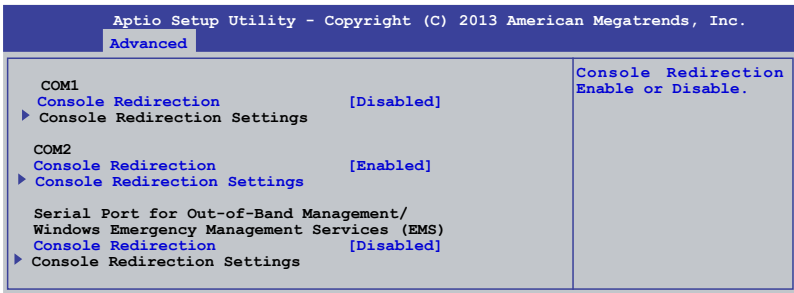 Aptio Setup Utility - Copyright (C) 2013 American Megatrends, Inc.
Advanced
COM1
Console Redirection [Disabled]
Console Redirection Settings
COM2
Console Redirection [Enabled]
Console Redirection Settings
Serial Port for Out-of-Band Management/
Windows Emergency Management Services (EMS)
Console Redirection [Disabled]
Console Redirection Settings
Console Redirection
Enable or Disable.